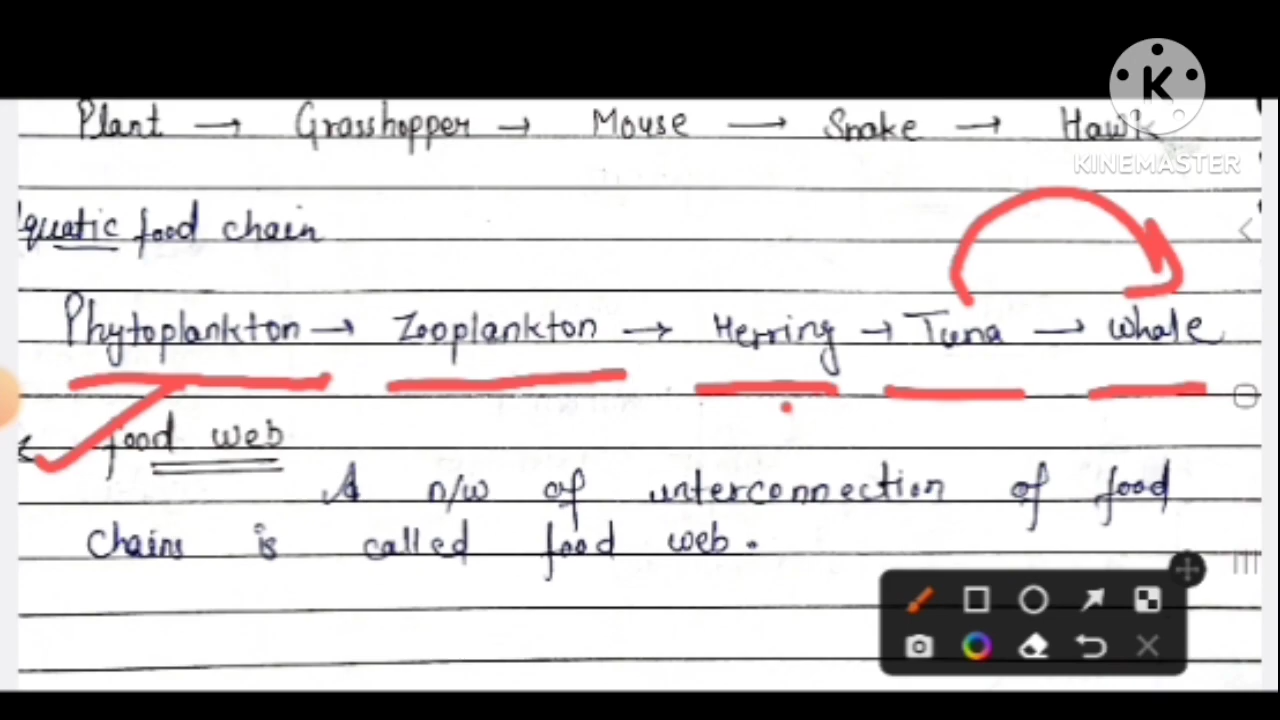 Plant → Grasshopper → Mouse → Snake → Hawk
KINEMASTER
quatic food chain
Phytoplankton → Zooplankton → Herring → Tuna → Whale
food web
A n/w of interconnection of food
chains is called food web.